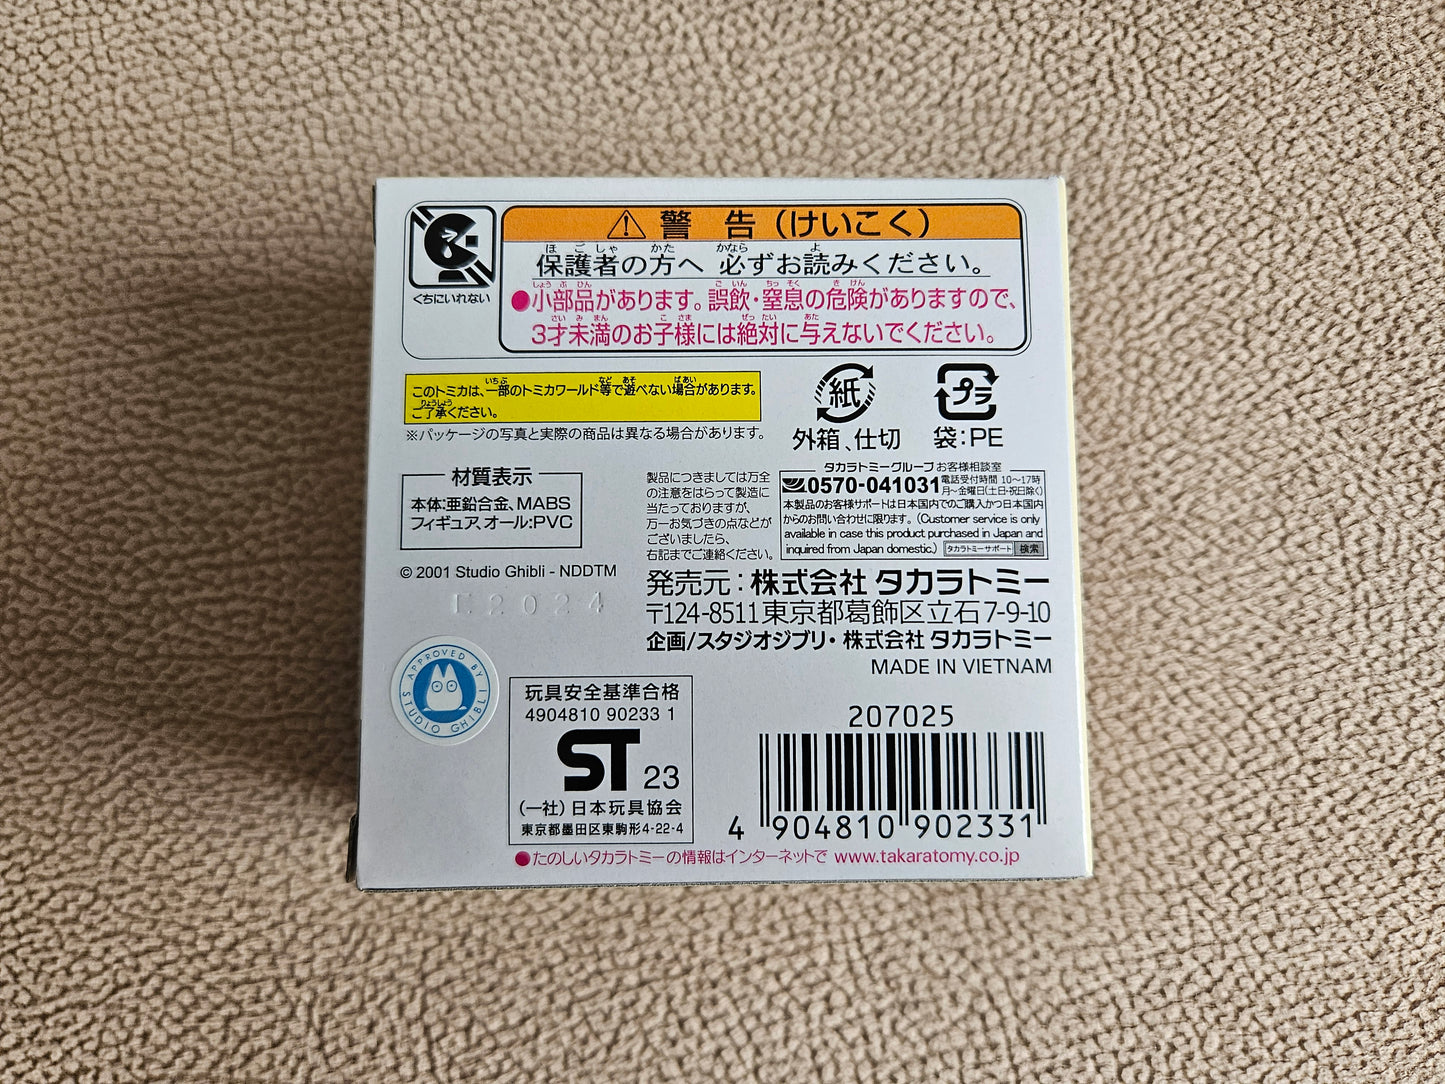 くちにいれない
⚠警 告(けいこく)
保護者の方へ 必ずお読みください。
●小部品があります。誤飲・窒息の危険がありますので、
3才未満のお子様には絶対に与えないでください。
このトミカは、一部のトミカワールド等で遊べない場合があります。
ご了承ください。
※パッケージの写真と実際の商品は異なる場合があります。
紙
外箱、仕切
プラ
袋:PE
材質表示
本体:亜鉛合金、MABS
フィギュア、オール:PVC
© 2001 Studio Ghibli - NDDTM
E2024
製品につきましては万全
の注意をはらって製造に
当たっておりますが、
万一お気づきの点などが
ございましたら、
右記までご連絡ください。
タカラトミーグループお客様相談室
0570-041031 電話受付時間 10〜17時
月〜金曜日(土・日・祝日除く)
本製品のお客様サポートは日本国内でのご購入かつ日本国内
からのお問い合わせに限ります。(Customer service is only
available in case this product purchased in Japan and
inquired from Japan domestic.) タカラトミーサポート 検索
発売元:株式会社 タカラトミー
〒124-8511東京都葛飾区立石7-9-10
企画/スタジオジブリ・株式会社 タカラトミー
MADE IN VIETNAM
APPROVED BY STUDIO GHIBLI
玩具安全基準合格
4904810 90233 1
ST 23
(一社)日本玩具協会
東京都墨田区東駒形4-22-4
207025
4 904810 902331
●たのしいタカラトミーの情報はインターネットで www.takaratomy.co.jp